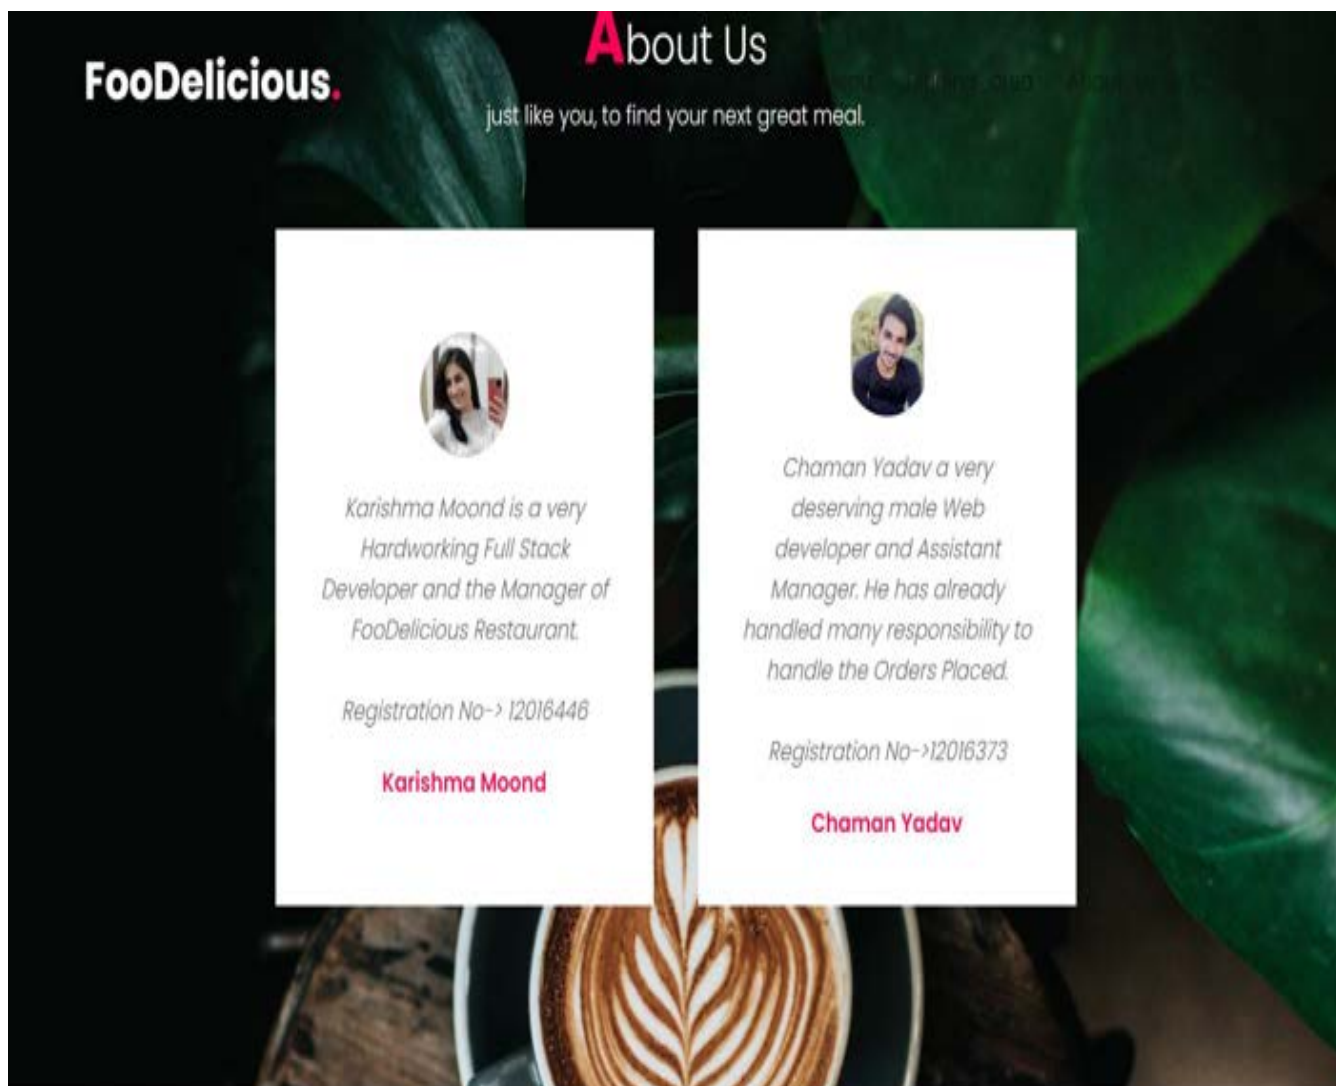 About Us
FooDelicious.
just like you, to find your next great meal.
Karishma Moond is a very
Hardworking Full Stack
Developer and the Manager of
FooDelicious Restaurant.
Registration No-> 12016446
Karishma Moond
Chaman Yadav a very
deserving male Web
developer and Assistant
Manager. He has already
handled many responsibility to
handle the Orders Placed.
Registration No->12016373
Chaman Yadav